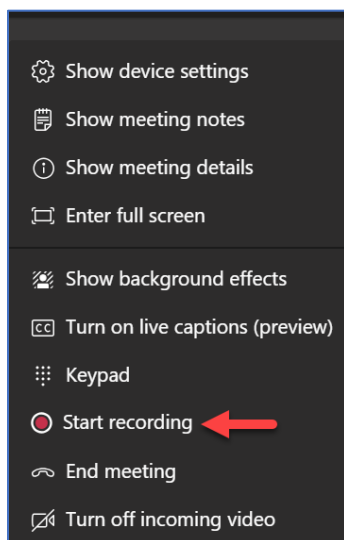 Show device settings
Show meeting notes
Show meeting details
Enter full screen
Show background effects
CC Turn on live captions (preview)
Keypad
Start recording
End meeting
Turn off incoming video